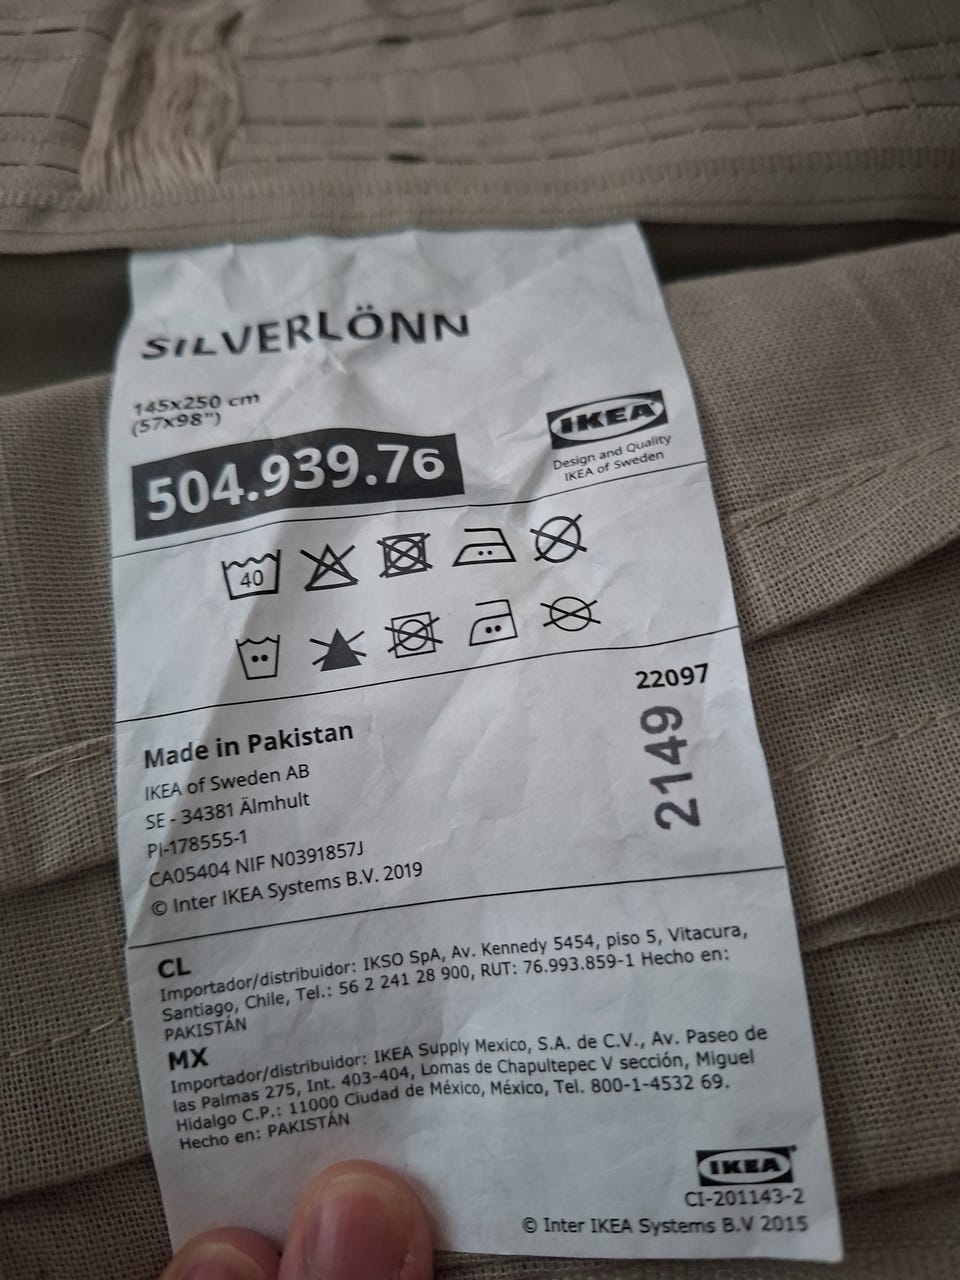 SILVERLÖNN
145x250 cm
(57x98")
504.939.76
IKEA
Design and Quality
IKEA of Sweden
40
22097
2149
Made in Pakistan
IKEA of Sweden AB
SE - 34381 Älmhult
PI-178555-1
CA05404 NIF N0391857J
© Inter IKEA Systems B.V. 2019
CL
Importador/distribuidor: IKSO SpA, Av. Kennedy 5454, piso 5, Vitacura,
Santiago, Chile, Tel.: 56 2 241 28 900, RUT: 76.993.859-1 Hecho en:
PAKISTÁN
MX
Importador/distribuidor: IKEA Supply Mexico, S.A. de C.V., Av. Paseo de
las Palmas 275, Int. 403-404, Lomas de Chapultepec V sección, Miguel
Hidalgo C.P.: 11000 Ciudad de México, México, Tel. 800-1-4532 69.
Hecho en: PAKISTÁN
IKEA
CI-201143-2
© Inter IKEA Systems B.V 2015